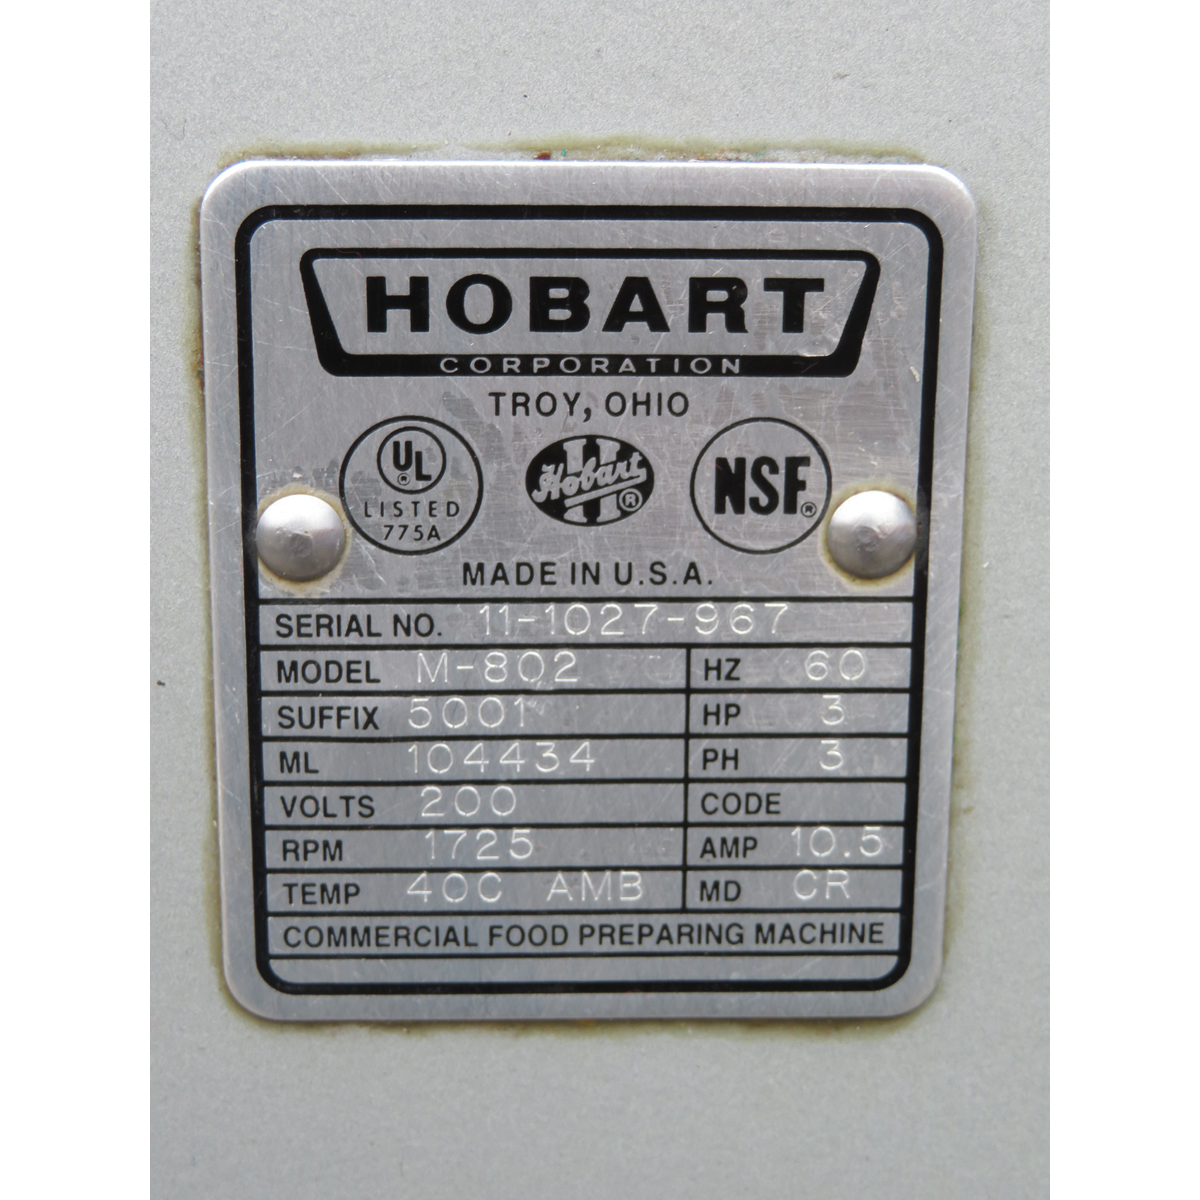 HOBART
CORPORATION
TROY, OHIO
UL ®
LISTED
775A
Hobart ®
NSF®
MADE IN U.S.A.
SERIAL NO. 11-1027-967
MODEL M-802 HZ 60
SUFFIX 5001 HP 3
ML 104434 PH 3
VOLTS 200 CODE
RPM 1725 AMP 10.5
TEMP 40C AMB MD CR
COMMERCIAL FOOD PREPARING MACHINE